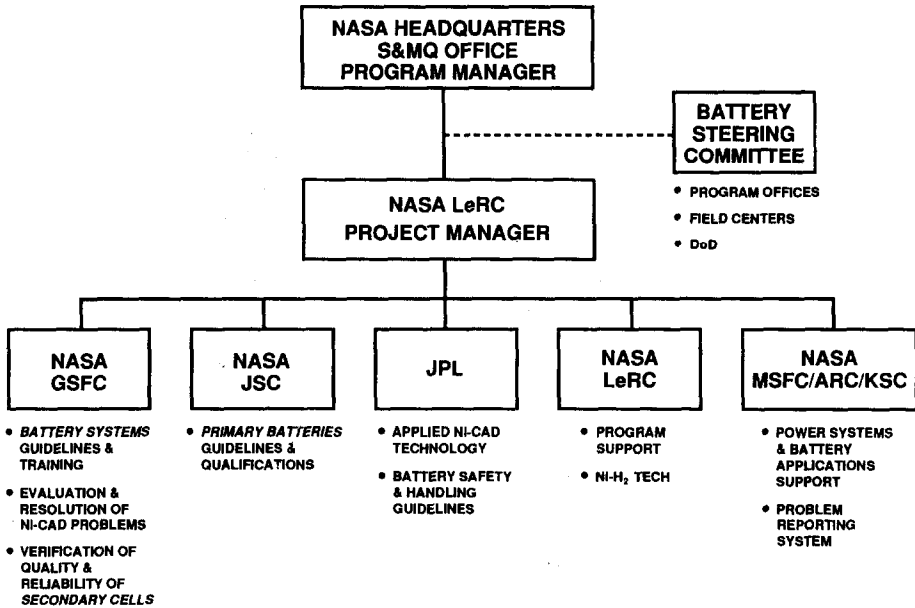 NASA HEADQUARTERS
S&MQ OFFICE
PROGRAM MANAGER
BATTERY
STEERING
COMMITTEE
• PROGRAM OFFICES
• FIELD CENTERS
• DoD
NASA LeRC
PROJECT MANAGER
NASA
GSFC
• BATTERY SYSTEMS
GUIDELINES &
TRAINING
• EVALUATION &
RESOLUTION OF
NI-CAD PROBLEMS
• VERIFICATION OF
QUALITY &
RELIABILITY OF
SECONDARY CELLS
NASA
JSC
• PRIMARY BATTERIES
GUIDELINES &
QUALIFICATIONS
JPL
• APPLIED NI-CAD
TECHNOLOGY
• BATTERY SAFETY
& HANDLING
GUIDELINES
NASA
LeRC
• PROGRAM
SUPPORT
• NI-H₂ TECH
NASA
MSFC/ARC/KSC
• POWER SYSTEMS
& BATTERY
APPLICATIONS
SUPPORT
• PROBLEM
REPORTING
SYSTEM